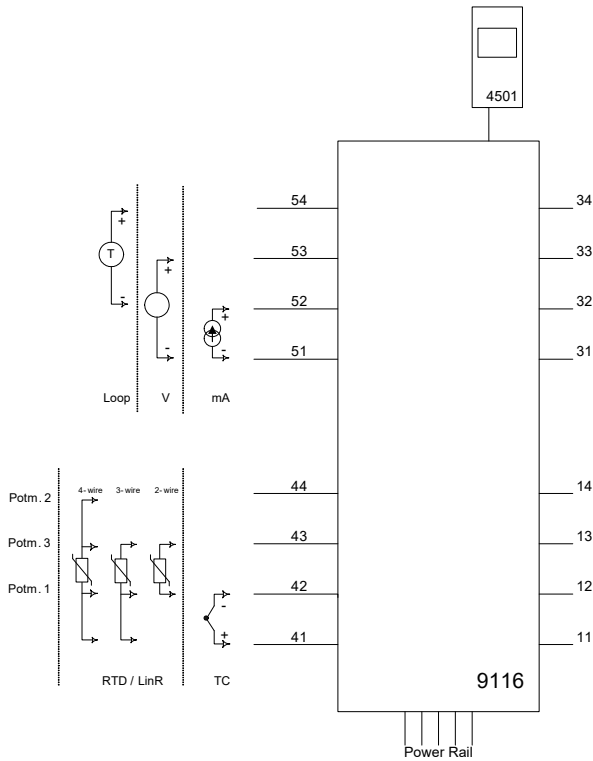 4501
54
34
+
53
33
T
+
-
52
32
+
51
31
-
-
Loop
V
mA
4-wire
3-wire
2-wire
44
14
Potm. 2
Potm. 3
43
13
Potm. 1
42
12
-
+
41
11
RTD / LinR
TC
9116
Power Rail